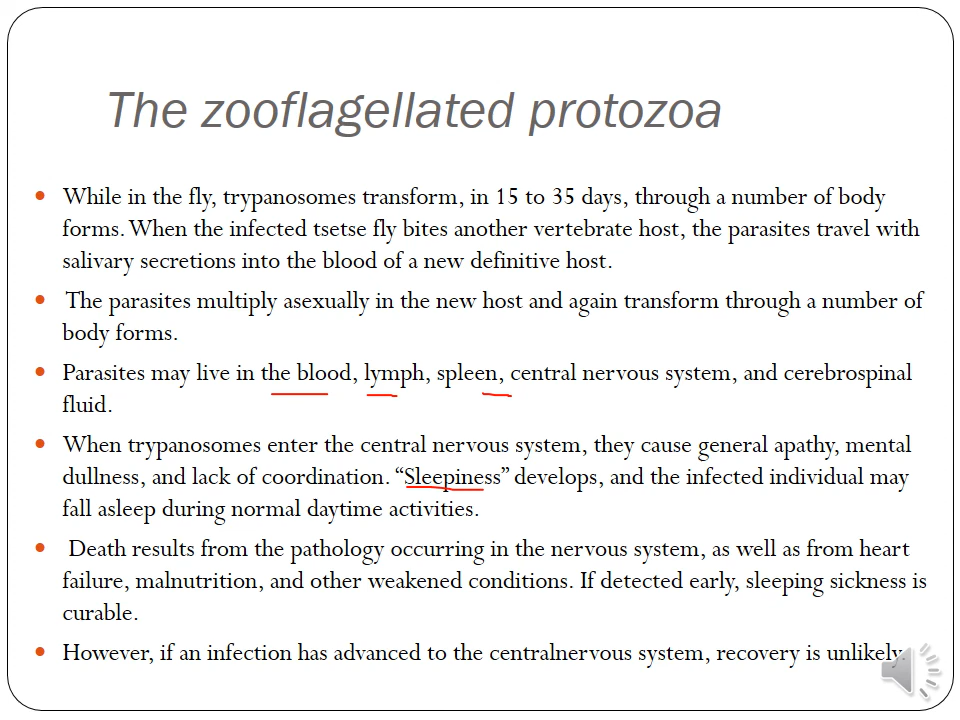 The zooflagellated protozoa
• While in the fly, trypanosomes transform, in 15 to 35 days, through a number of body
forms. When the infected tsetse fly bites another vertebrate host, the parasites travel with
salivary secretions into the blood of a new definitive host.
• The parasites multiply asexually in the new host and again transform through a number of
body forms.
• Parasites may live in the blood, lymph, spleen, central nervous system, and cerebrospinal
fluid.
• When trypanosomes enter the central nervous system, they cause general apathy, mental
dullness, and lack of coordination. “Sleepiness” develops, and the infected individual may
fall asleep during normal daytime activities.
• Death results from the pathology occurring in the nervous system, as well as from heart
failure, malnutrition, and other weakened conditions. If detected early, sleeping sickness is
curable.
• However, if an infection has advanced to the centralnervous system, recovery is unlikely.